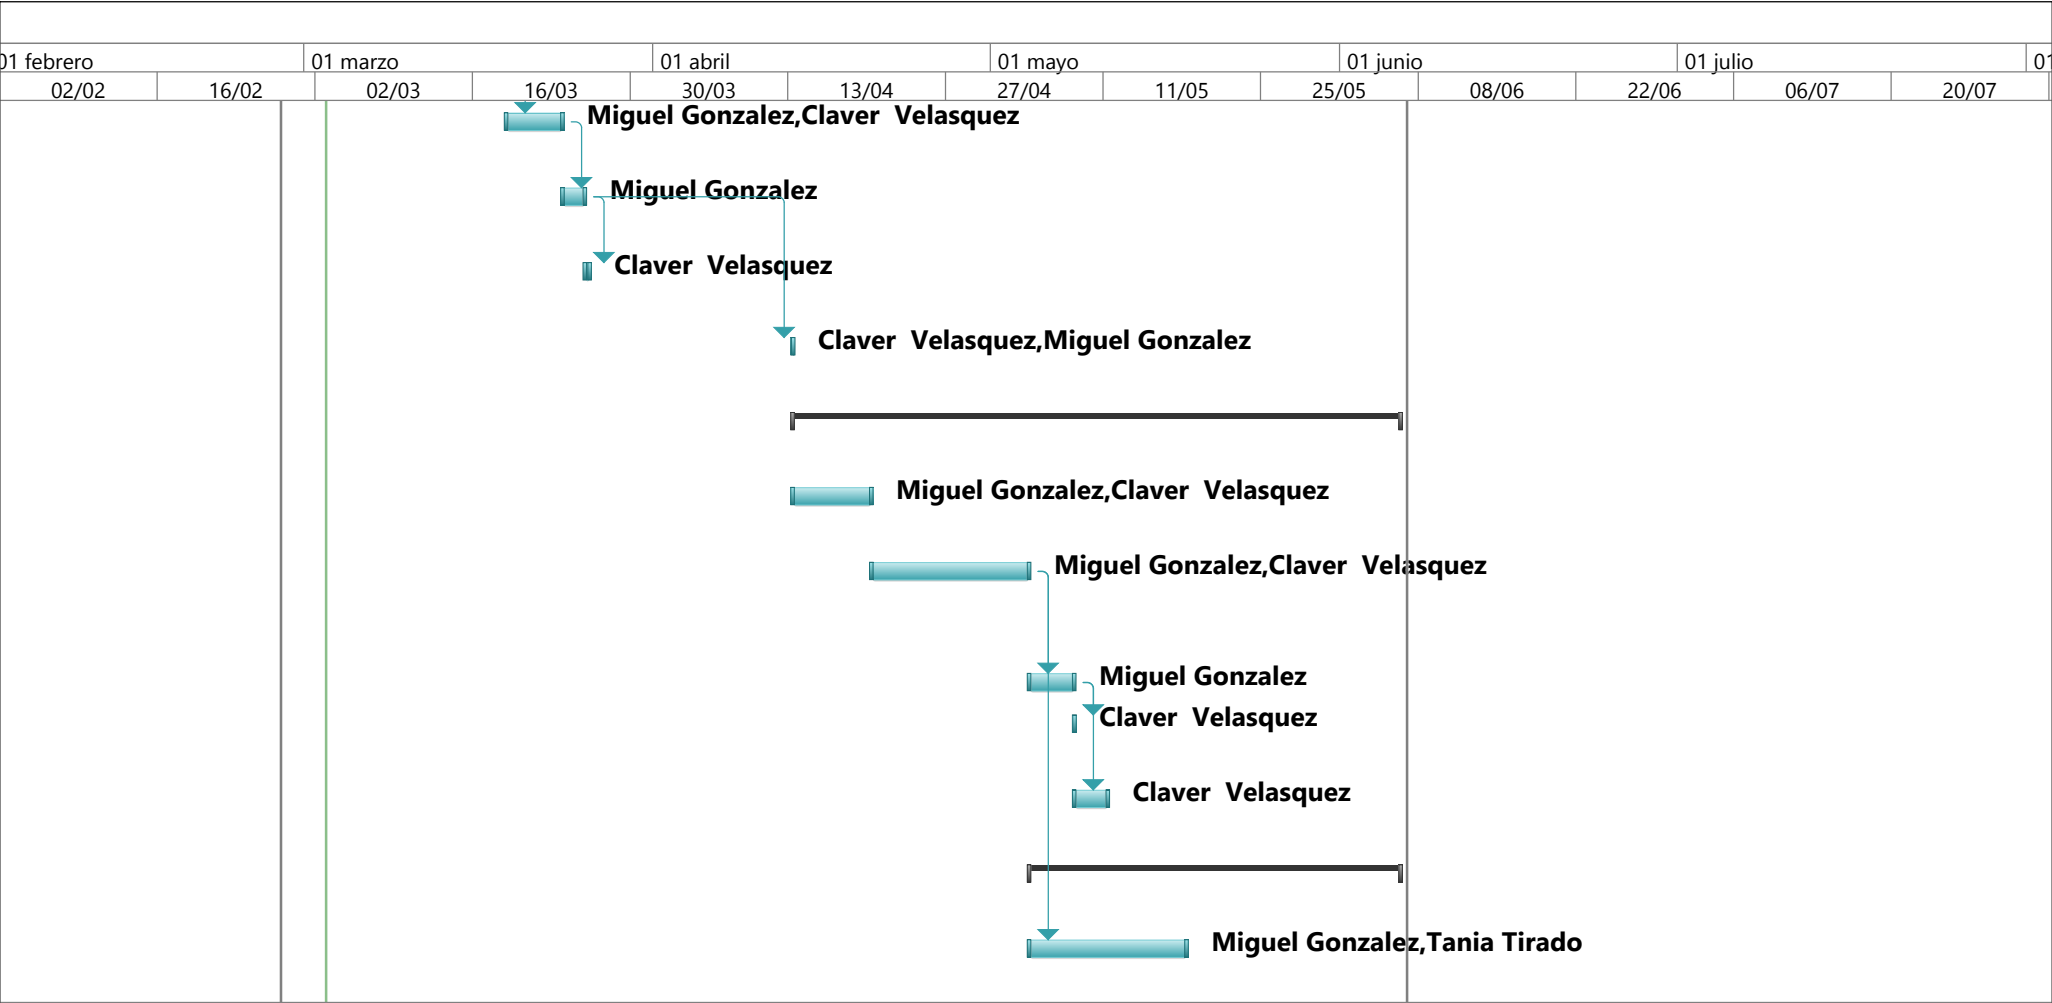 01 febrero 01 marzo 01 abril 01 mayo 01 junio 01 julio 01
02/02 16/02 02/03 16/03 30/03 13/04 27/04 11/05 25/05 08/06 22/06 06/07 20/07
Miguel Gonzalez,Claver Velasquez
Miguel Gonzalez
Claver Velasquez
Claver Velasquez,Miguel Gonzalez
Miguel Gonzalez,Claver Velasquez
Miguel Gonzalez,Claver Velasquez
Miguel Gonzalez
Claver Velasquez
Claver Velasquez
Miguel Gonzalez,Tania Tirado